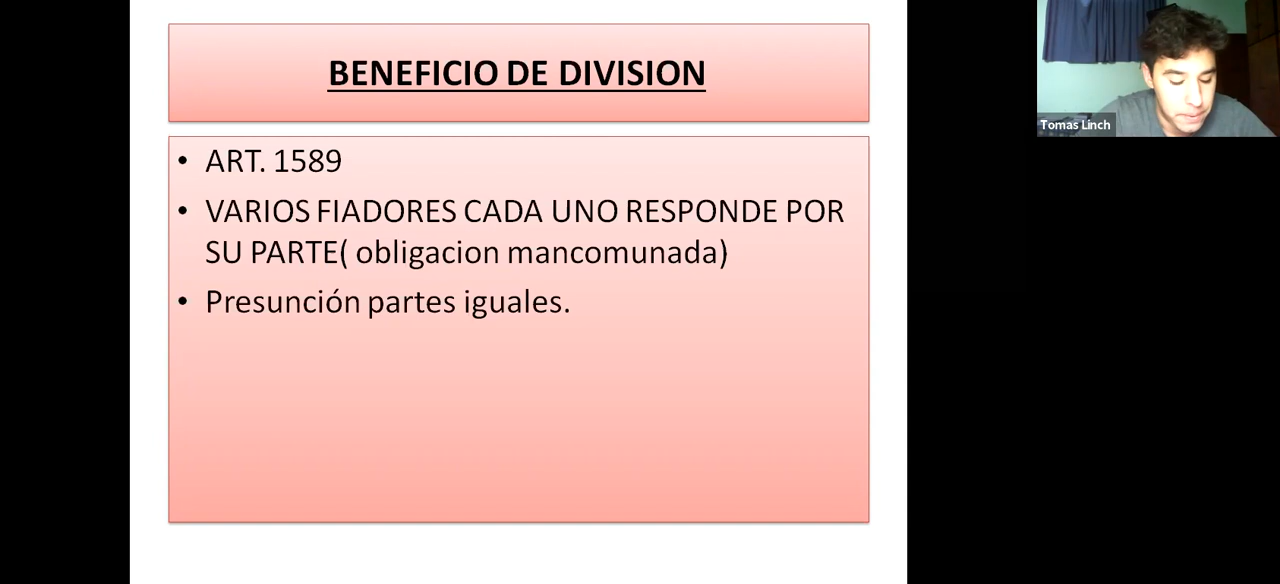 BENEFICIO DE DIVISION
• ART. 1589
• VARIOS FIADORES CADA UNO RESPONDE POR
SU PARTE( obligacion mancomunada)
• Presunción partes iguales.
Tomas Linch